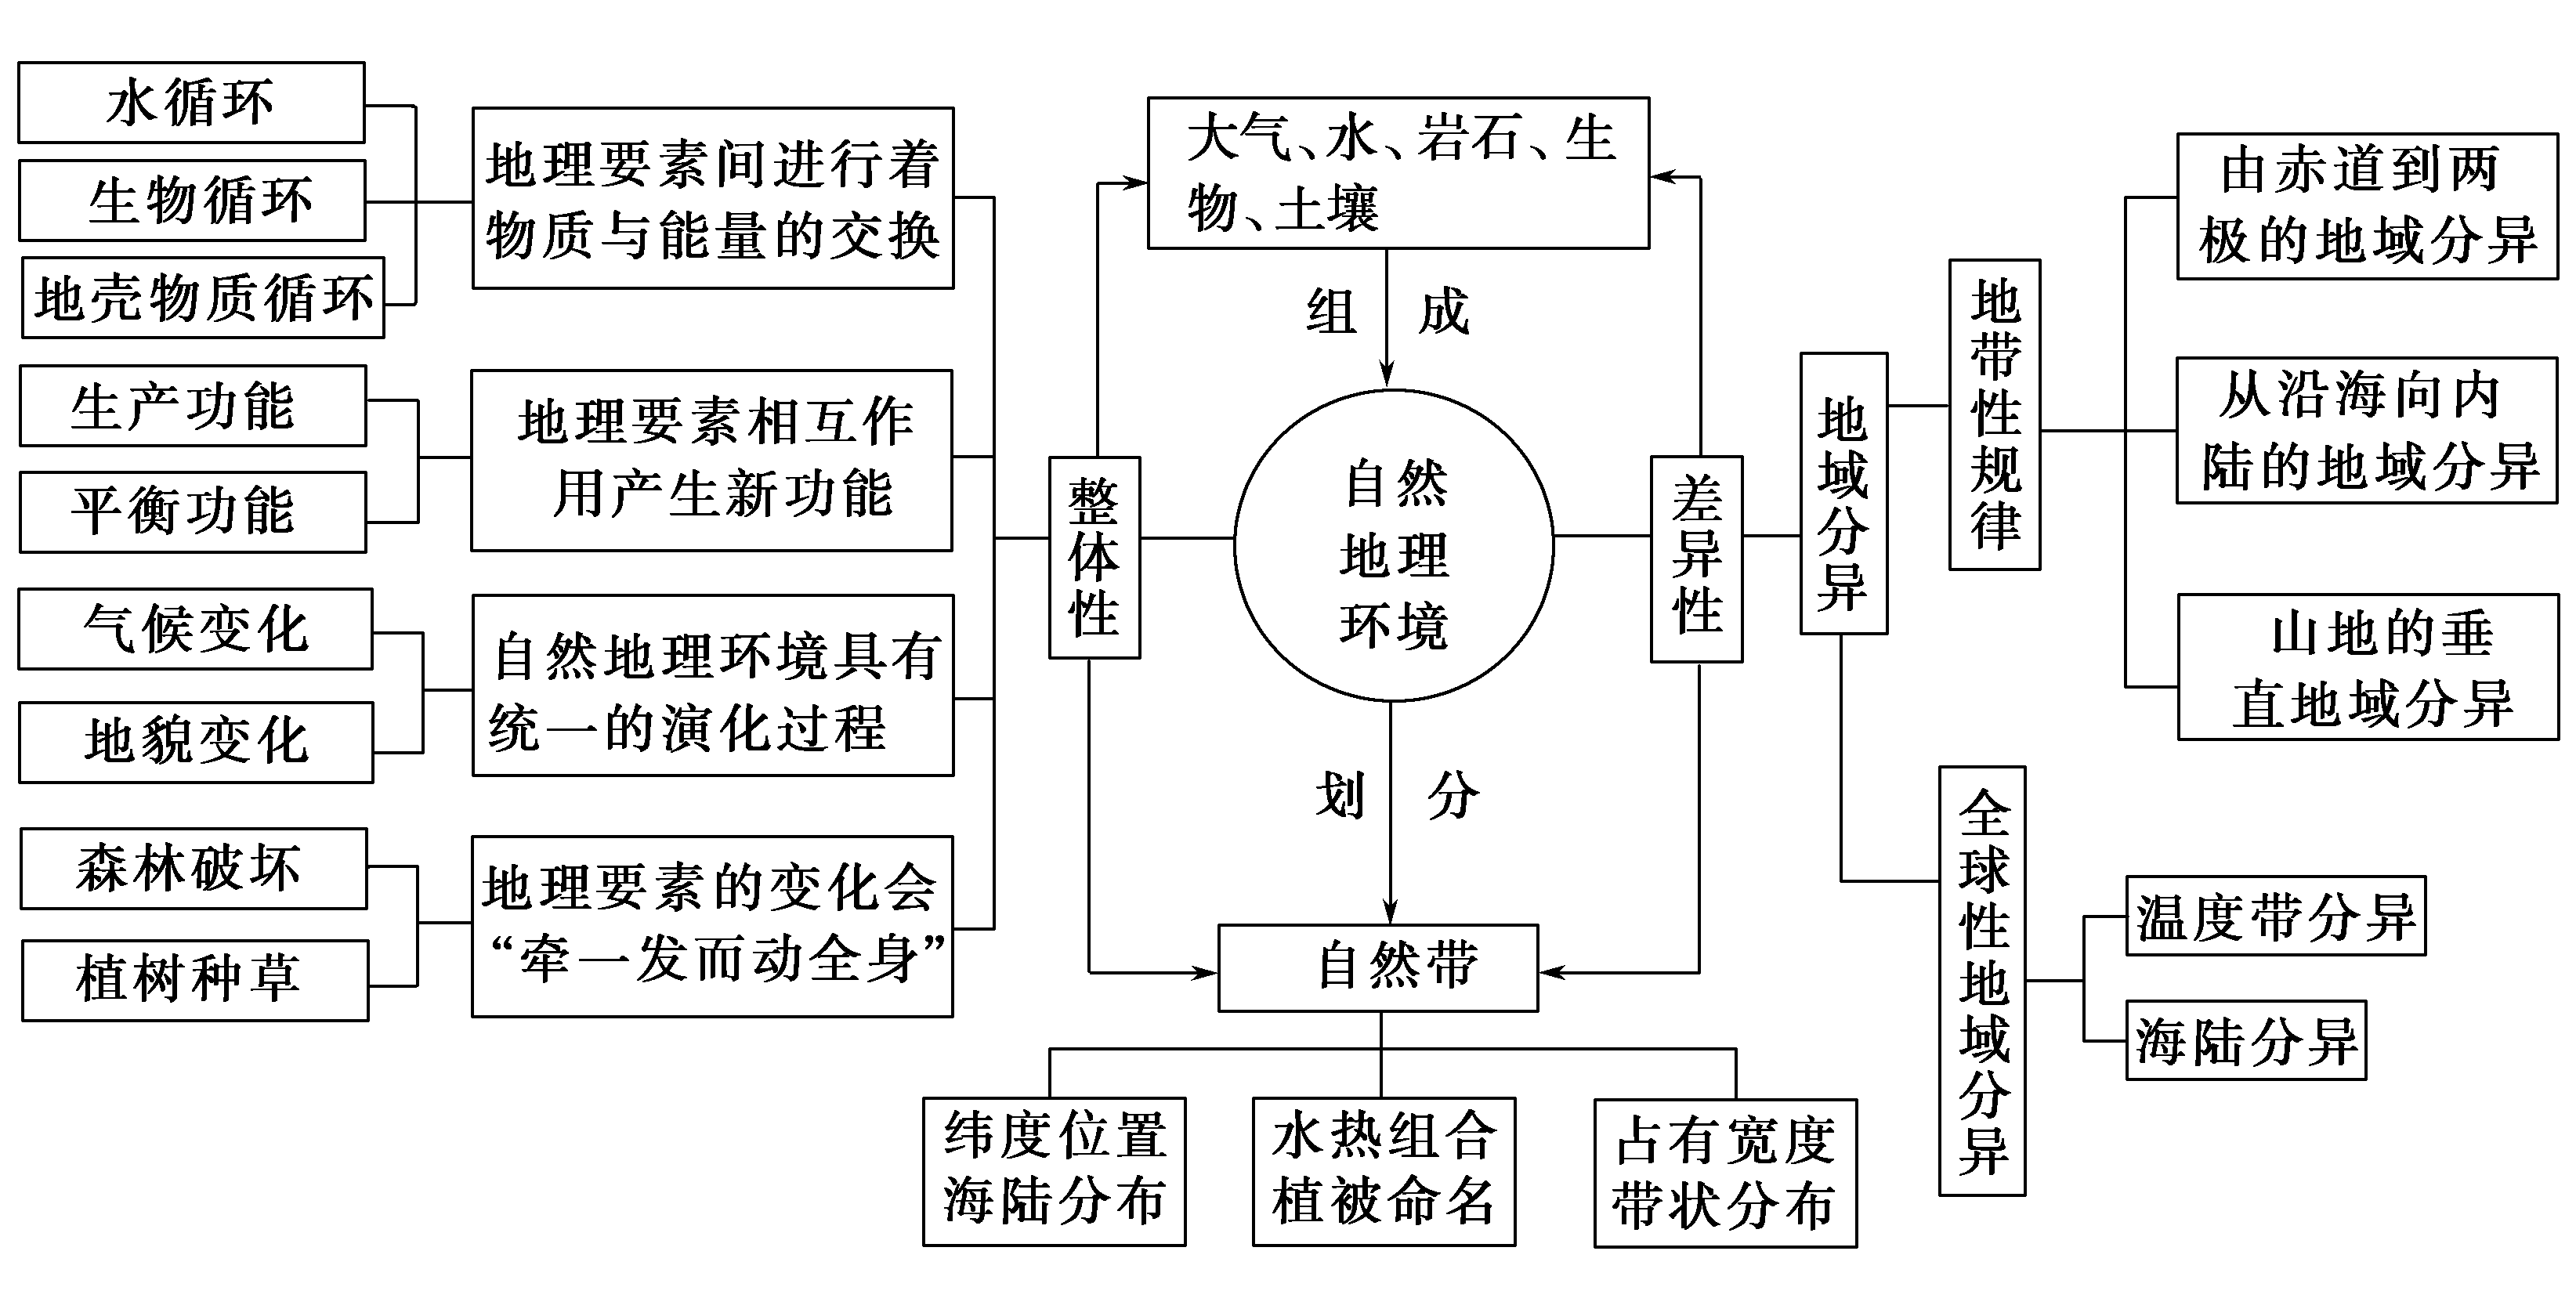 水循环
生物循环
地壳物质循环
生产功能
平衡功能
气候变化
地貌变化
森林破坏
植树种草
地理要素间进行着
物质与能量的交换
地理要素相互作
用产生新功能
自然地理环境具有
统一的演化过程
地理要素的变化会
“牵一发而动全身”
整体性
大气、水、岩石、生
物、土壤
组成
自然
地理
环境
划分
自然带
纬度位置
海陆分布
水热组合
植被命名
占有宽度
带状分布
差异性
地域分异
地带性规律
由赤道到两
极的地域分异
从沿海向内
陆的地域分异
山地的垂
直地域分异
全球性地域分异
温度带分异
海陆分异